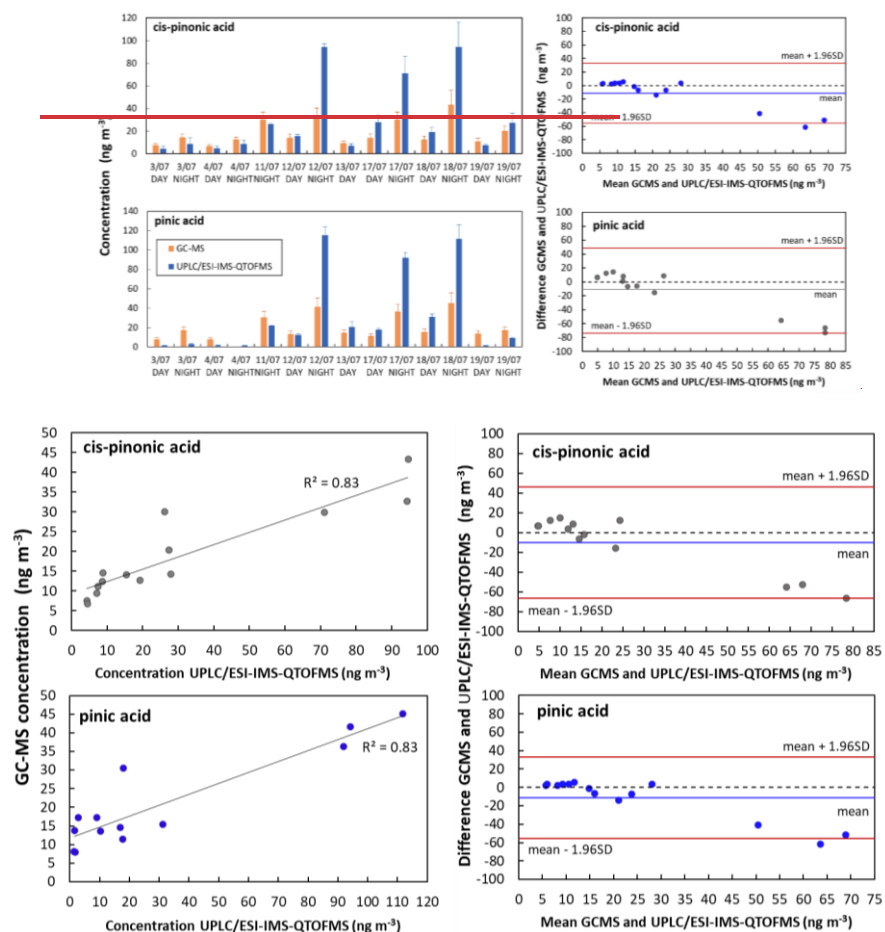 cis-pinonic acid
120
100
80
60
40
20
0
3/07 DAY
3/07 NIGHT
4/07 DAY
4/07 NIGHT
11/07 NIGHT
12/07 DAY
12/07 NIGHT
13/07 DAY
17/07 DAY
17/07 NIGHT
18/07 DAY
18/07 NIGHT
19/07 DAY
19/07 NIGHT
Concentration (ng m⁻³)
pinic acid
GC-MS
UPLC/ESI-IMS-QTOFMS
140
120
100
80
60
40
20
0
3/07 DAY
3/07 NIGHT
4/07 DAY
4/07 NIGHT
11/07 NIGHT
12/07 DAY
12/07 NIGHT
13/07 DAY
17/07 DAY
17/07 NIGHT
18/07 DAY
18/07 NIGHT
19/07 DAY
19/07 NIGHT
Difference GCMS and UPLC/ESI-IMS-QTOFMS (ng m⁻³)
cis-pinonic acid
100
80
60
40
20
0
-20
-40
-60
-80
-100
mean + 1.96SD
mean
mean - 1.96SD
0 5 10 15 20 25 30 35 40 45 50 55 60 65 70 75
Mean GCMS and UPLC/ESI-IMS-QTOFMS (ng m⁻³)
pinic acid
100
80
60
40
20
0
-20
-40
-60
-80
-100
mean + 1.96SD
mean
mean - 1.96SD
0 5 10 15 20 25 30 35 40 45 50 55 60 65 70 75 80 85
Mean GCMS and UPLC/ESI-IMS-QTOFMS (ng m⁻³)
GC-MS concentration (ng m⁻³)
cis-pinonic acid
R² = 0.83
50
45
40
35
30
25
20
15
10
5
0
0 10 20 30 40 50 60 70 80 90 100
Concentration UPLC/ESI-IMS-QTOFMS (ng m⁻³)
pinic acid
R² = 0.83
50
45
40
35
30
25
20
15
10
5
0
0 10 20 30 40 50 60 70 80 90 100 110 120
Concentration UPLC/ESI-IMS-QTOFMS (ng m⁻³)
Difference GCMS and UPLC/ESI-IMS-QTOFMS (ng m⁻³)
cis-pinonic acid
100
80
60
40
20
0
-20
-40
-60
-80
-100
mean + 1.96SD
mean
mean - 1.96SD
0 5 10 15 20 25 30 35 40 45 50 55 60 65 70 75 80 85
Mean GCMS and UPLC/ESI-IMS-QTOFMS (ng m⁻³)
pinic acid
100
80
60
40
20
0
-20
-40
-60
-80
-100
mean + 1.96SD
mean
mean - 1.96SD
0 5 10 15 20 25 30 35 40 45 50 55 60 65 70 75
Mean GCMS and UPLC/ESI-IMS-QTOFMS (ng m⁻³)